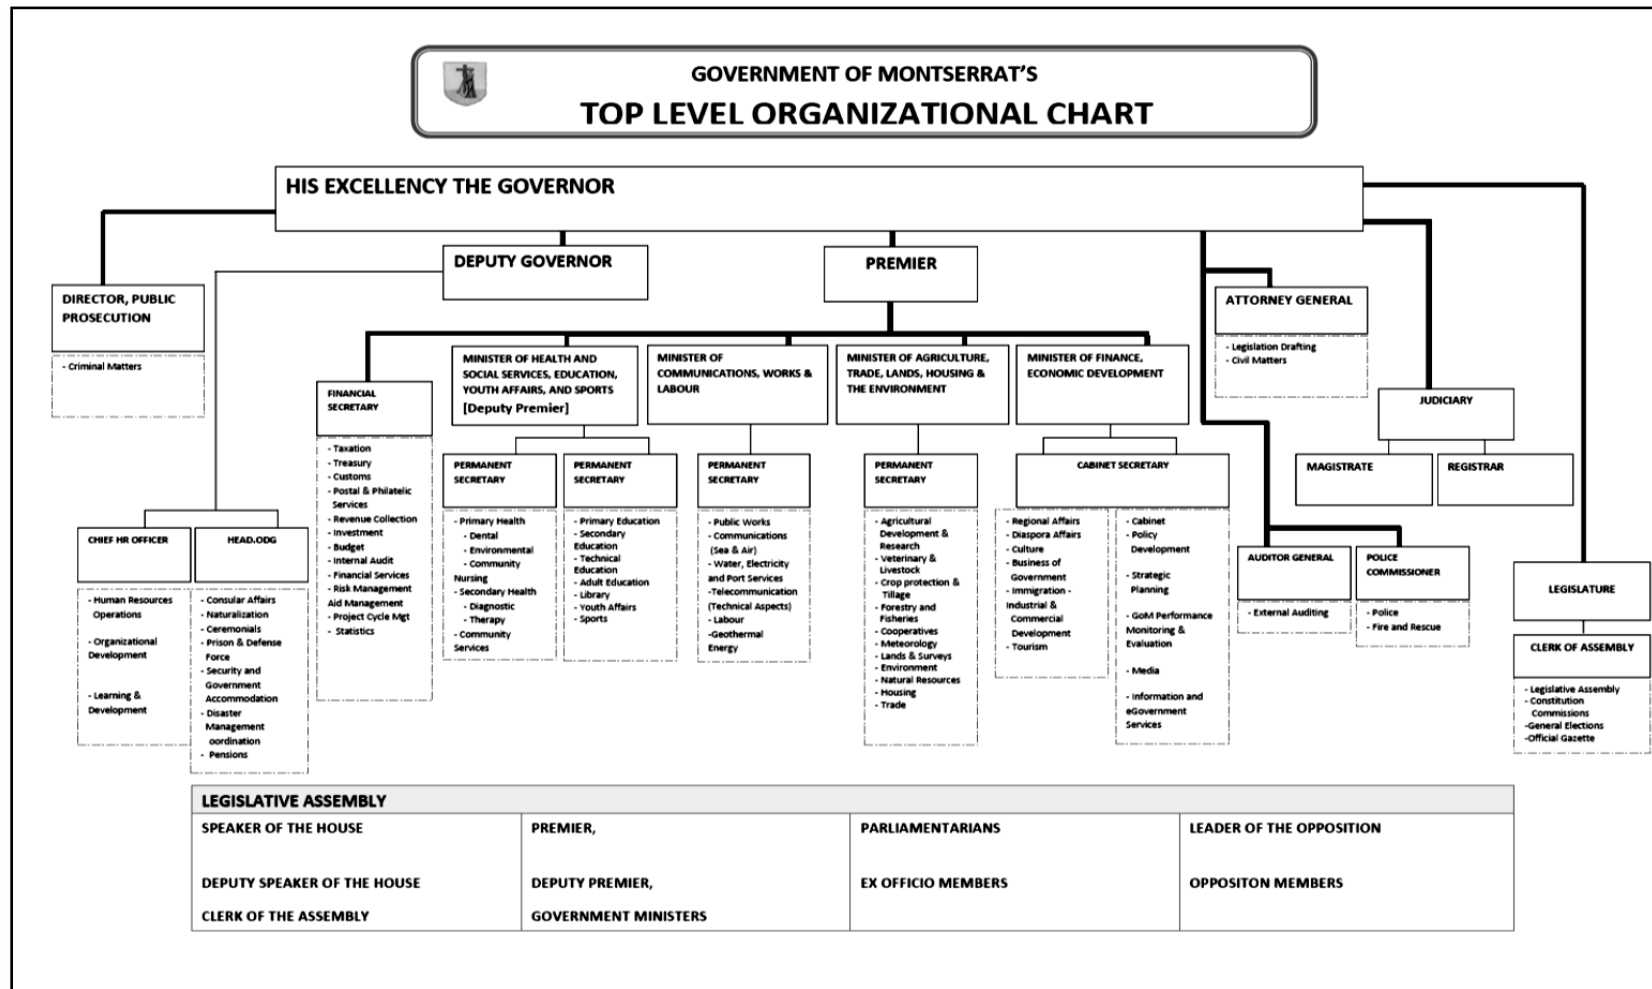 GOVERNMENT OF MONTSERRAT'S
TOP LEVEL ORGANIZATIONAL CHART
HIS EXCELLENCY THE GOVERNOR
DEPUTY GOVERNOR
PREMIER
DIRECTOR, PUBLIC
PROSECUTION
- Criminal Matters
ATTORNEY GENERAL
- Legislation Drafting
- Civil Matters
FINANCIAL
SECRETARY
- Taxation
- Treasury
- Customs
- Postal & Philatelic
Services
- Revenue Collection
- Investment
- Budget
- Internal Audit
- Financial Services
- Risk Management
Aid Management
- Project Cycle Mgt
- Statistics
MINISTER OF HEALTH AND
SOCIAL SERVICES, EDUCATION,
YOUTH AFFAIRS, AND SPORTS
[Deputy Premier]
MINISTER OF
COMMUNICATIONS, WORKS &
LABOUR
MINISTER OF AGRICULTURE,
TRADE, LANDS, HOUSING &
THE ENVIRONMENT
MINISTER OF FINANCE,
ECONOMIC DEVELOPMENT
JUDICIARY
MAGISTRATE
REGISTRAR
PERMANENT
SECRETARY
- Primary Health
- Dental
- Environmental
- Community
Nursing
- Secondary Health
- Diagnostic
- Therapy
- Community
Services
PERMANENT
SECRETARY
- Primary Education
- Secondary
Education
- Technical
Education
- Adult Education
- Library
- Youth Affairs
- Sports
PERMANENT
SECRETARY
- Public Works
- Communications
(Sea & Air)
- Water, Electricity
and Port Services
-Telecommunication
(Technical Aspects)
- Labour
-Geothermal
Energy
PERMANENT
SECRETARY
- Agricultural
Development &
Research
- Veterinary &
Livestock
- Crop protection &
Tillage
- Forestry and
Fisheries
- Cooperatives
- Meteorology
- Lands & Surveys
- Environment
- Natural Resources
- Housing
- Trade
CABINET SECRETARY
- Regional Affairs
- Diaspora Affairs
- Culture
- Business of
Government
- Immigration -
Industrial &
Commercial
Development
- Tourism
- Cabinet
- Policy
Development
- Strategic
Planning
- GoM Performance
Monitoring &
Evaluation
- Media
- Information and
eGovernment
Services
CHIEF HR OFFICER
- Human Resources
Operations
- Organizational
Development
- Learning &
Development
HEAD.ODG
- Consular Affairs
- Naturalization
- Ceremonials
- Prison & Defense
Force
- Security and
Government
Accommodation
- Disaster
Management
oordination
- Pensions
AUDITOR GENERAL
- External Auditing
POLICE
COMMISSIONER
- Police
- Fire and Rescue
LEGISLATURE
CLERK OF ASSEMBLY
- Legislative Assembly
- Constitution
Commissions
-General Elections
-Official Gazette
LEGISLATIVE ASSEMBLY
SPEAKER OF THE HOUSE
DEPUTY SPEAKER OF THE HOUSE
CLERK OF THE ASSEMBLY
PREMIER,
DEPUTY PREMIER,
GOVERNMENT MINISTERS
PARLIAMENTARIANS
EX OFFICIO MEMBERS
LEADER OF THE OPPOSITION
OPPOSITON MEMBERS